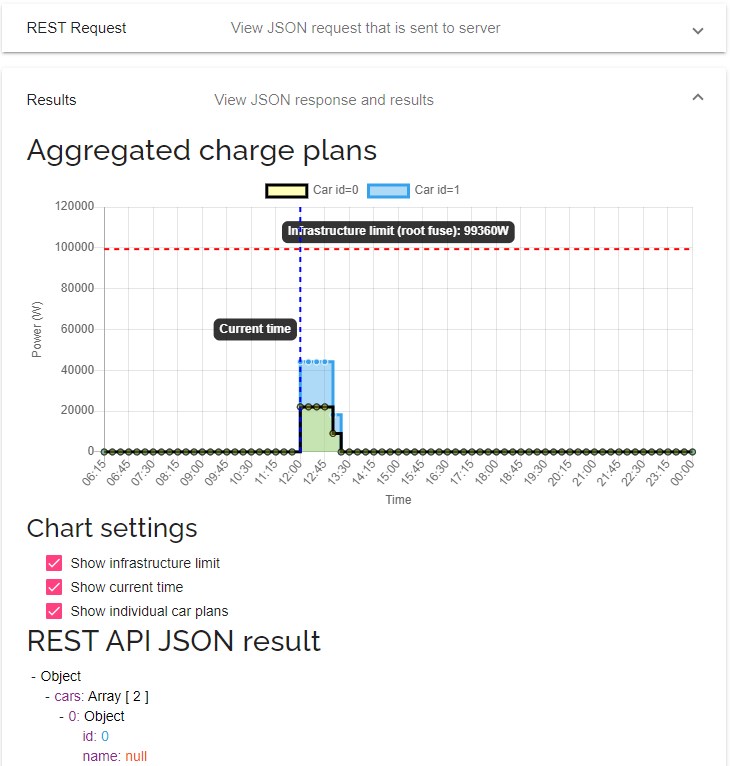 REST Request View JSON request that is sent to server
Results View JSON response and results
Aggregated charge plans
Car id=0 Car id=1
120000
Infrastructure limit (root fuse): 99360W
100000
80000
Power (W)
60000
Current time
40000
20000
0
06:15 06:45 07:30 08:15 09:00 09:45 10:30 11:15 12:00 12:45 13:30 14:15 15:00 15:45 16:30 17:15 18:00 18:45 19:30 20:15 21:00 21:45 22:30 23:15 00:00
Time
Chart settings
Show infrastructure limit
Show current time
Show individual car plans
REST API JSON result
- Object
- cars: Array [ 2 ]
- 0: Object
id: 0
name: null